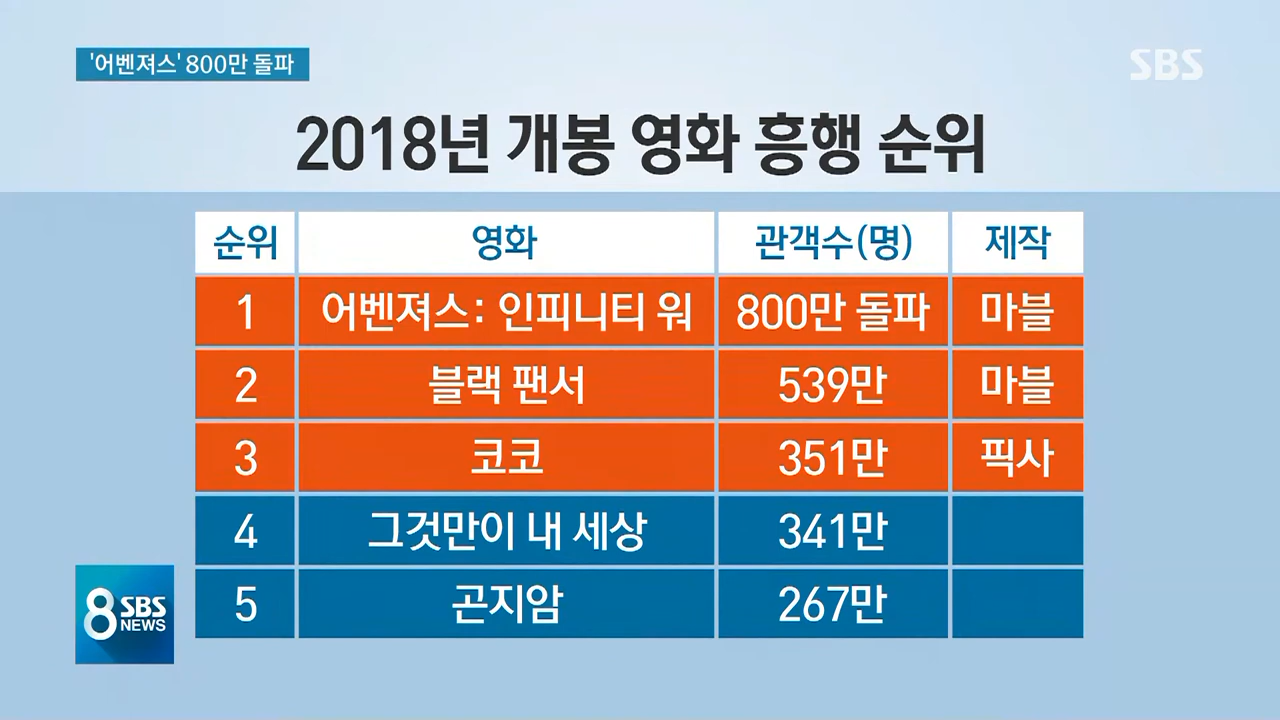 '어벤져스' 800만 돌파
SBS
2018년 개봉 영화 흥행 순위
순위 영화 관객수(명) 제작
1 어벤져스: 인피니티 워 800만 돌파 마블
2 블랙 팬서 539만 마블
3 코코 351만 픽사
4 그것만이 내 세상 341만
5 곤지암 267만
8 SBS NEWS